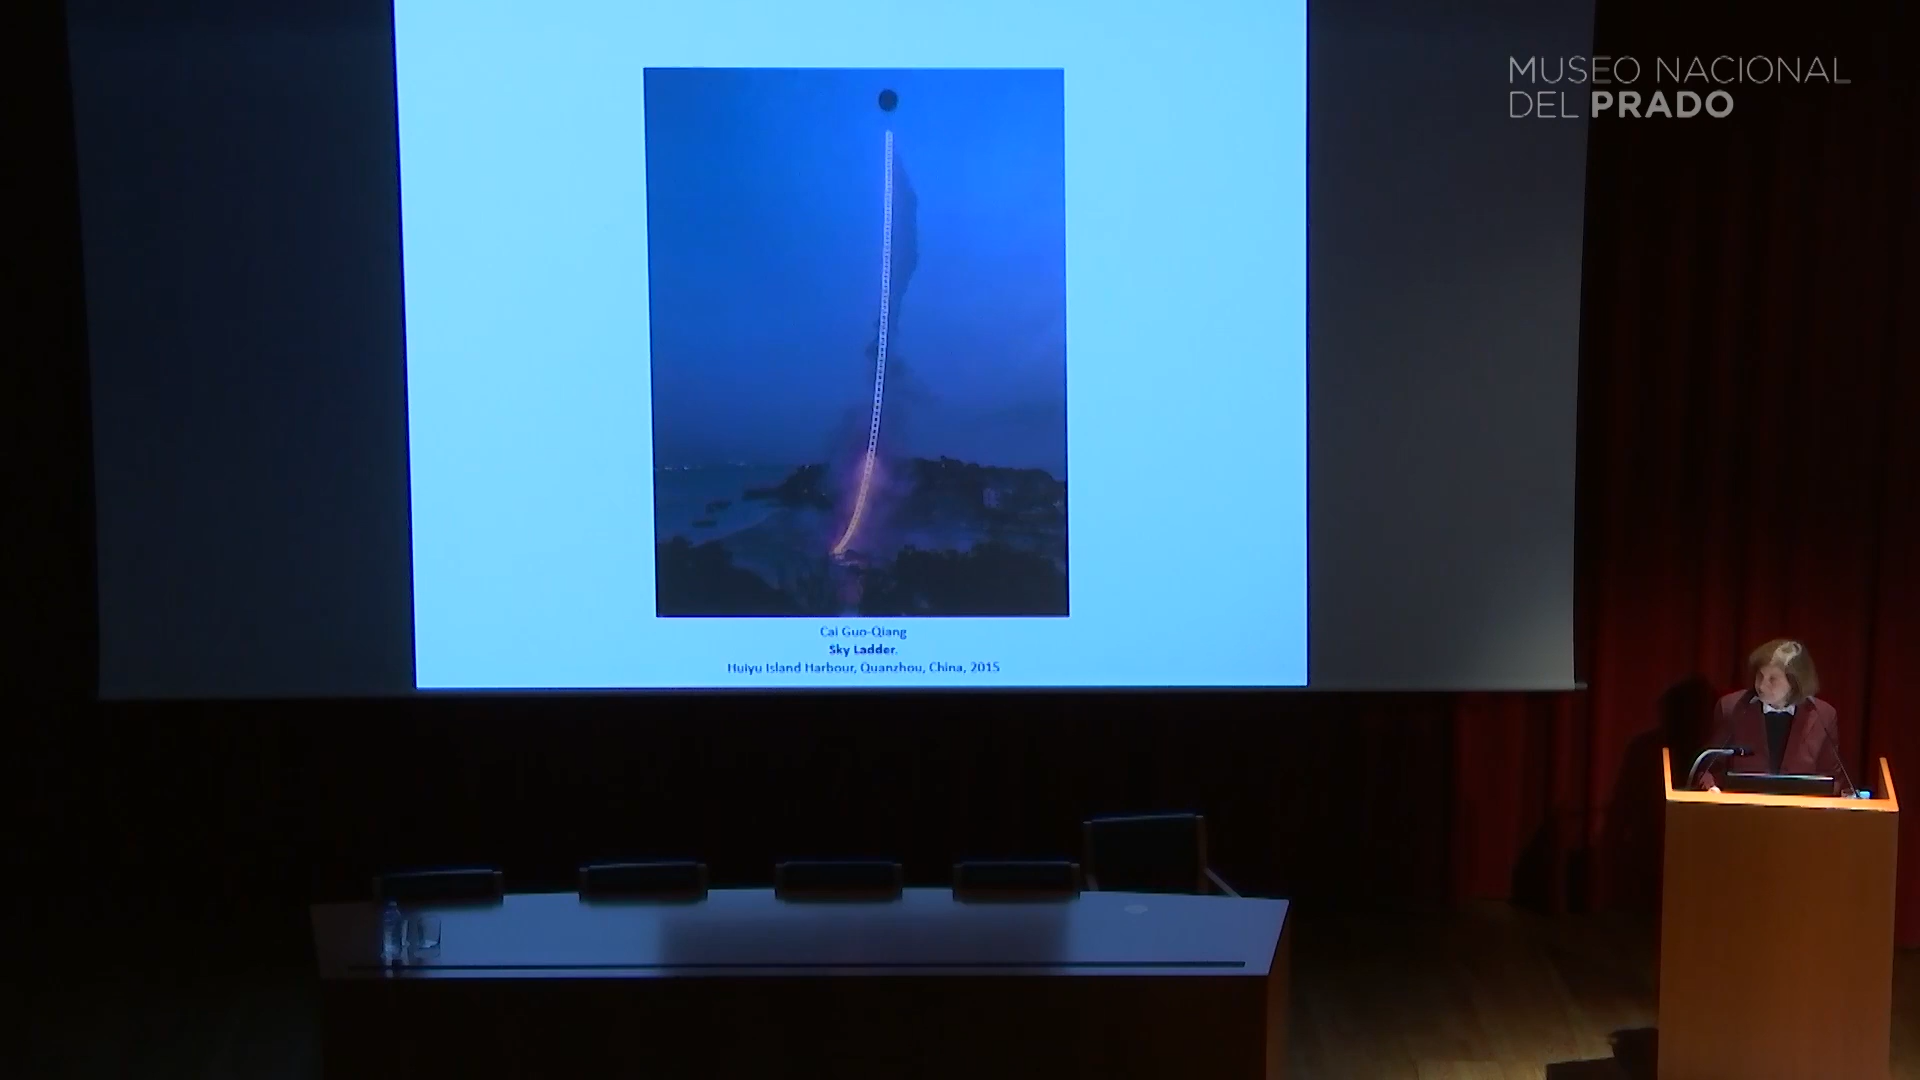 MUSEO NACIONAL
DEL PRADO
Cai Guo-Qiang
Sky Ladder.
Huiyu Island Harbour, Quanzhou, China, 2015